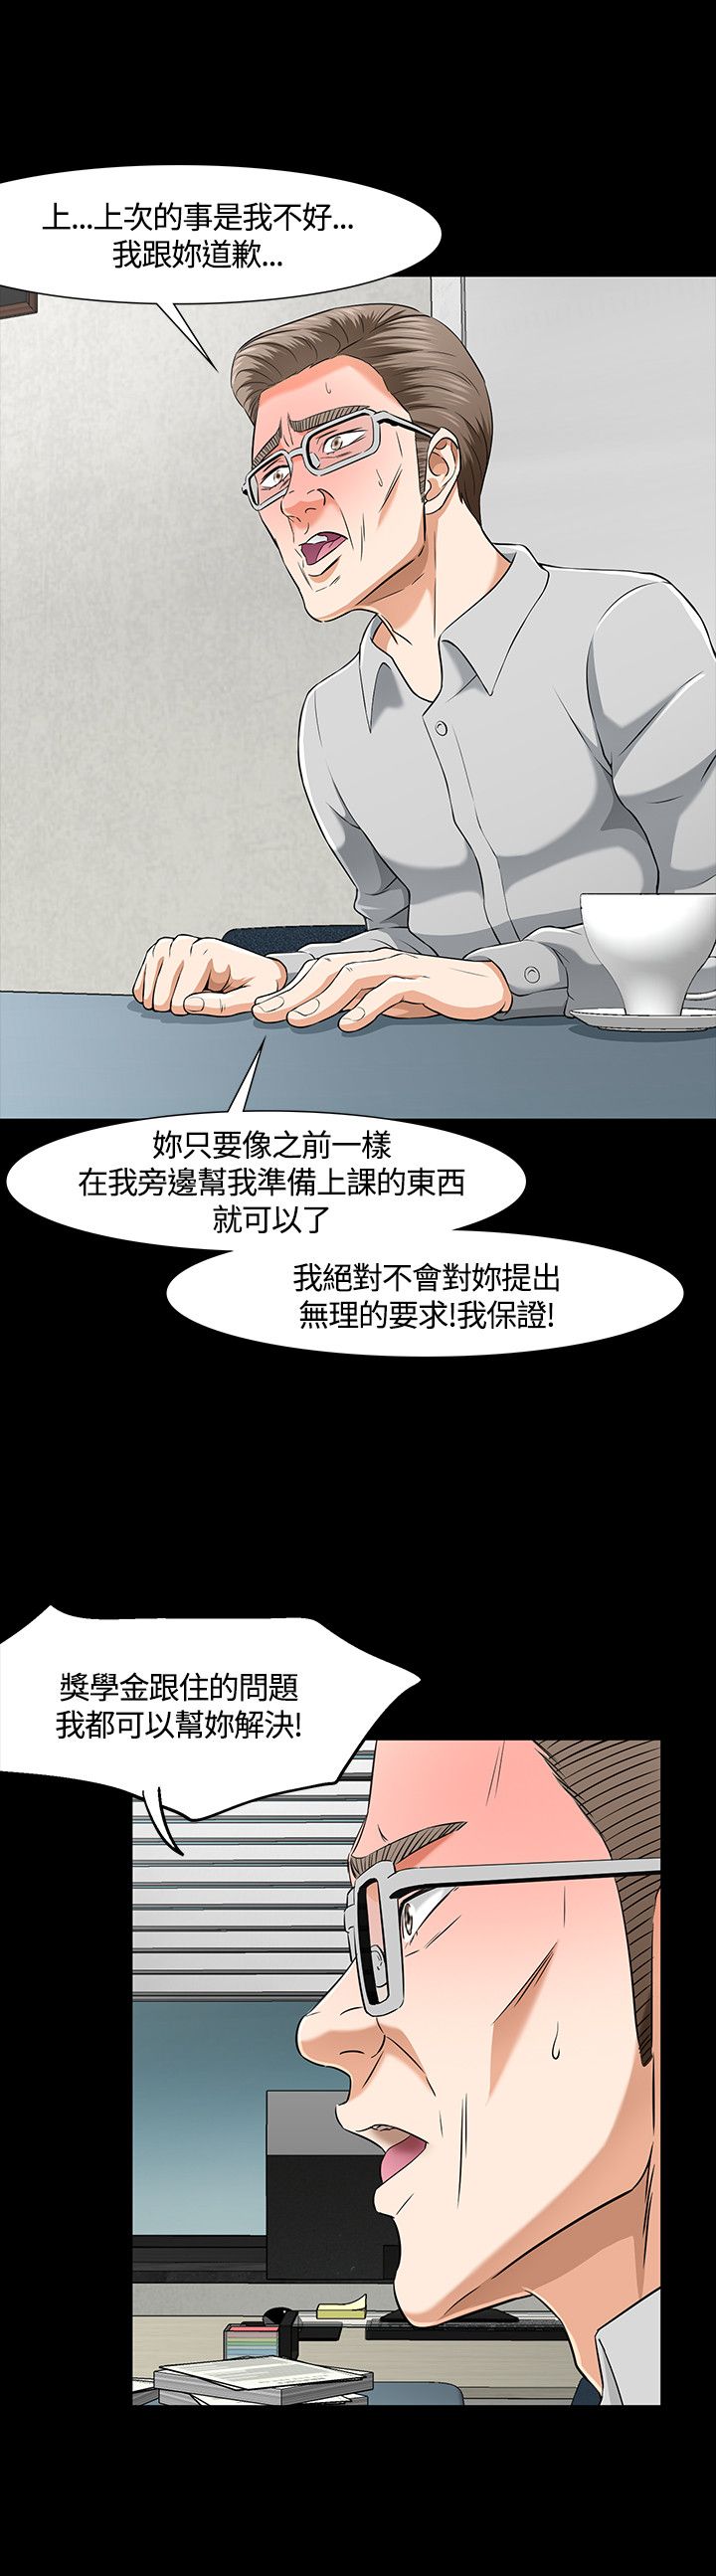 上...上次的事是我不好...
我跟妳道歉...
妳只要像之前一樣
在我旁邊幫我準備上課的東西
就可以了
我絕對不會對妳提出
無理的要求!我保證!
獎學金跟住的問題
我都可以幫妳解決!